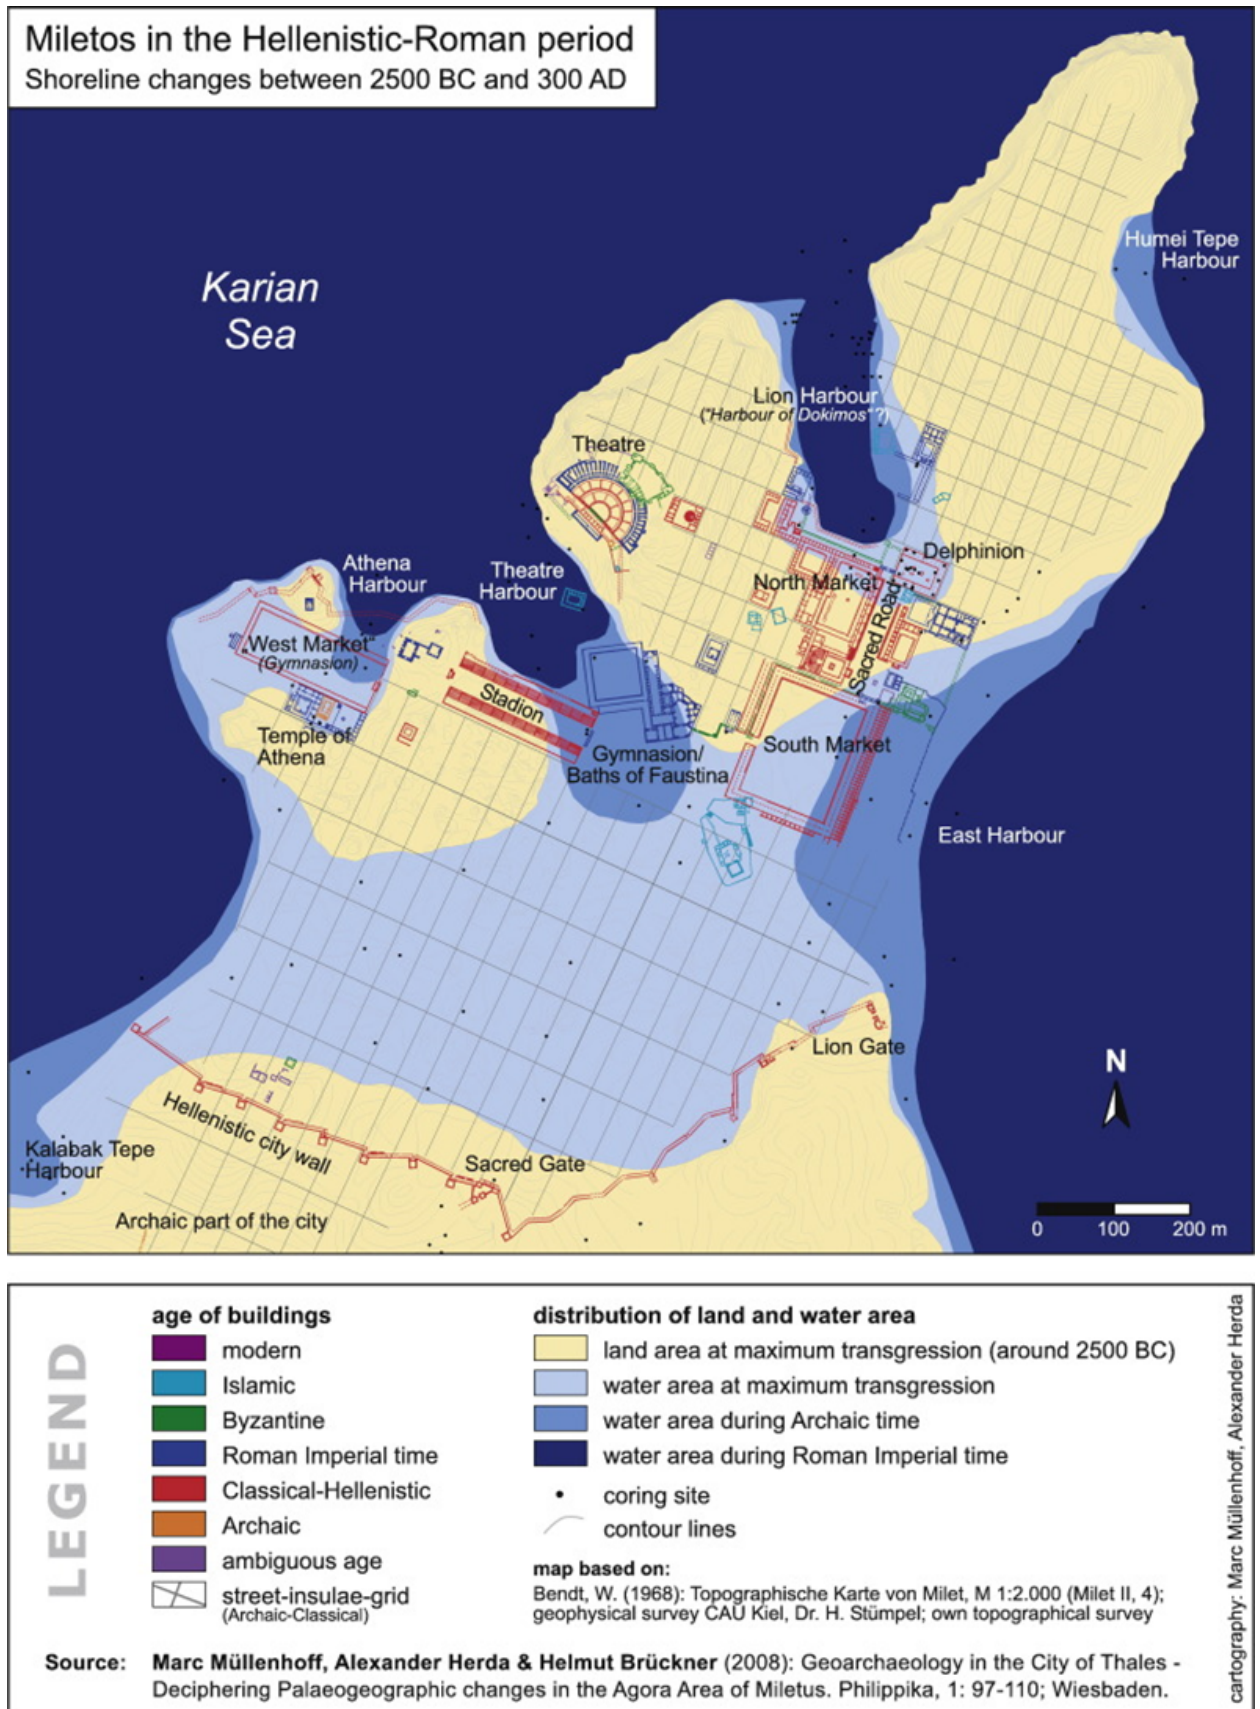 Miletos in the Hellenistic-Roman period
Shoreline changes between 2500 BC and 300 AD
Humei Tepe
Harbour
Karian
Sea
Lion Harbour
("Harbour of Dokimos"?)
Theatre
Delphinion
Athena
Harbour
Theatre
Harbour
North Market
Sacred Road
West Market"
(Gymnasion)
Stadion
Temple of
Athena
South Market
Gymnasion/
Baths of Faustina
East Harbour
Lion Gate
N
Hellenistic city wall
Kalabak Tepe
Harbour
Sacred Gate
Archaic part of the city
0 100 200 m
LEGEND
age of buildings
modern
Islamic
Byzantine
Roman Imperial time
Classical-Hellenistic
Archaic
ambiguous age
street-insulae-grid
(Archaic-Classical)
distribution of land and water area
land area at maximum transgression (around 2500 BC)
water area at maximum transgression
water area during Archaic time
water area during Roman Imperial time
coring site
contour lines
map based on:
Bendt, W. (1968): Topographische Karte von Milet, M 1:2.000 (Milet II, 4);
geophysical survey CAU Kiel, Dr. H. Stümpel; own topographical survey
cartography: Marc Müllenhoff, Alexander Herda
Source: Marc Müllenhoff, Alexander Herda & Helmut Brückner (2008): Geoarchaeology in the City of Thales -
Deciphering Palaeogeographic changes in the Agora Area of Miletus. Philippika, 1: 97-110; Wiesbaden.